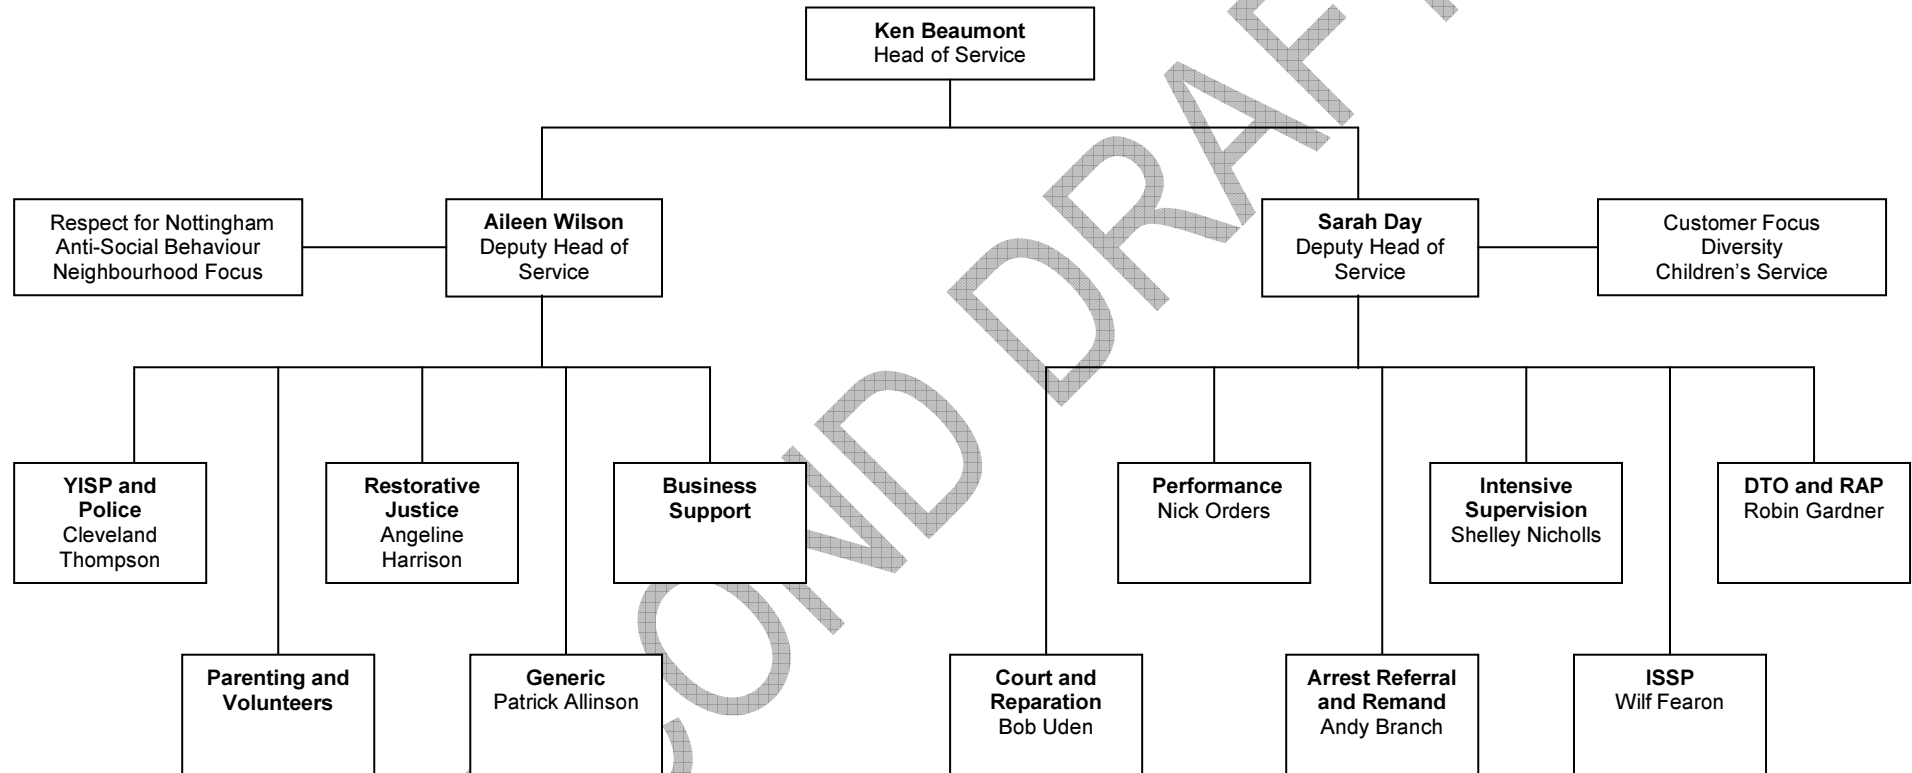 Ken Beaumont
Head of Service
Respect for Nottingham
Anti-Social Behaviour
Neighbourhood Focus
Aileen Wilson
Deputy Head of
Service
Sarah Day
Deputy Head of
Service
Customer Focus
Diversity
Children’s Service
YISP and
Police
Cleveland
Thompson
Restorative
Justice
Angeline
Harrison
Business
Support
Performance
Nick Orders
Intensive
Supervision
Shelley Nicholls
DTO and RAP
Robin Gardner
Parenting and
Volunteers
Generic
Patrick Allinson
Court and
Reparation
Bob Uden
Arrest Referral
and Remand
Andy Branch
ISSP
Wilf Fearon
COND DRAFT